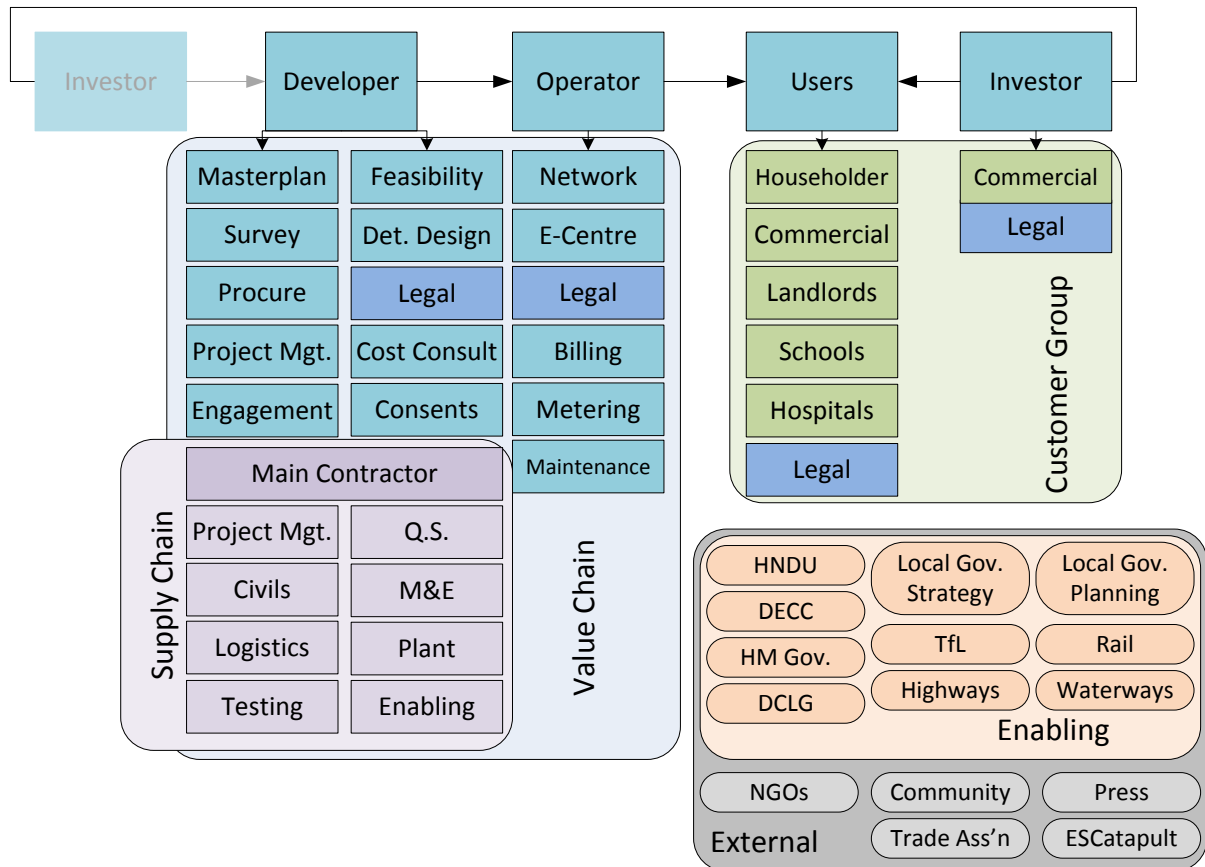 Investor
Developer
Operator
Users
Investor
Masterplan
Survey
Procure
Project Mgt.
Engagement
Feasibility
Det. Design
Legal
Cost Consult
Consents
Network
E-Centre
Legal
Billing
Metering
Maintenance
Value Chain
Supply Chain
Main Contractor
Project Mgt.
Civils
Logistics
Testing
Q.S.
M&E
Plant
Enabling
Householder
Commercial
Landlords
Schools
Hospitals
Legal
Commercial
Legal
Customer Group
HNDU
DECC
HM Gov.
DCLG
Local Gov.
Strategy
TfL
Highways
Local Gov.
Planning
Rail
Waterways
Enabling
NGOs
Community
Press
External
Trade Ass'n
ESCatapult